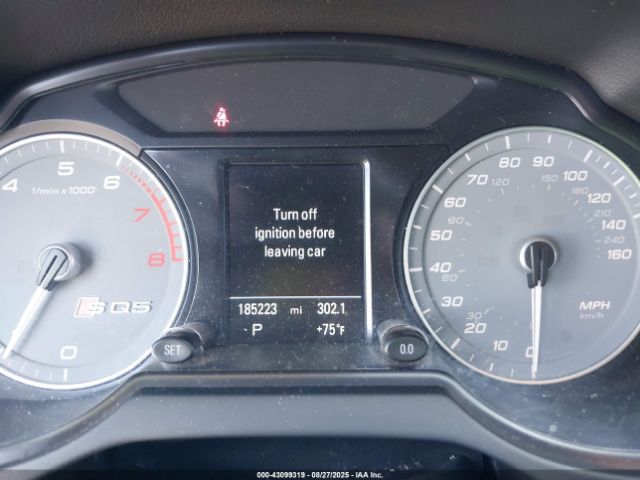 4 5 6 7 8
1/min x 1000
SQ5
0
Turn off
ignition before
leaving car
185223 mi 302.1
P +75°F
SET
0.0
0 10 20 30 40 50 60 70 80 90 100 120 140 160
30 60 90 120 150 180 210 240
MPH
km/h
000-43099319 - 08/27/2025 - IAA Inc.